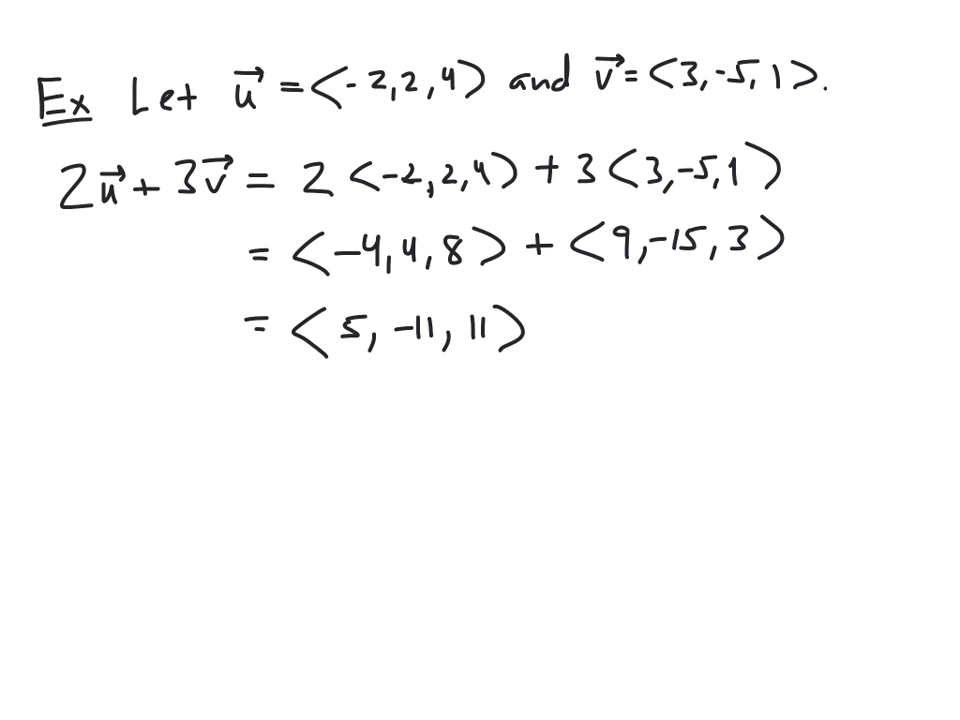 Ex Let u⃗ = <-2,2,4> and v⃗ = <3,-5,1>.
2u⃗ + 3v⃗ = 2 <-2,2,4> + 3 <3,-5,1>
= <-4,4,8> + <9,-15,3>
= <5, -11, 11>